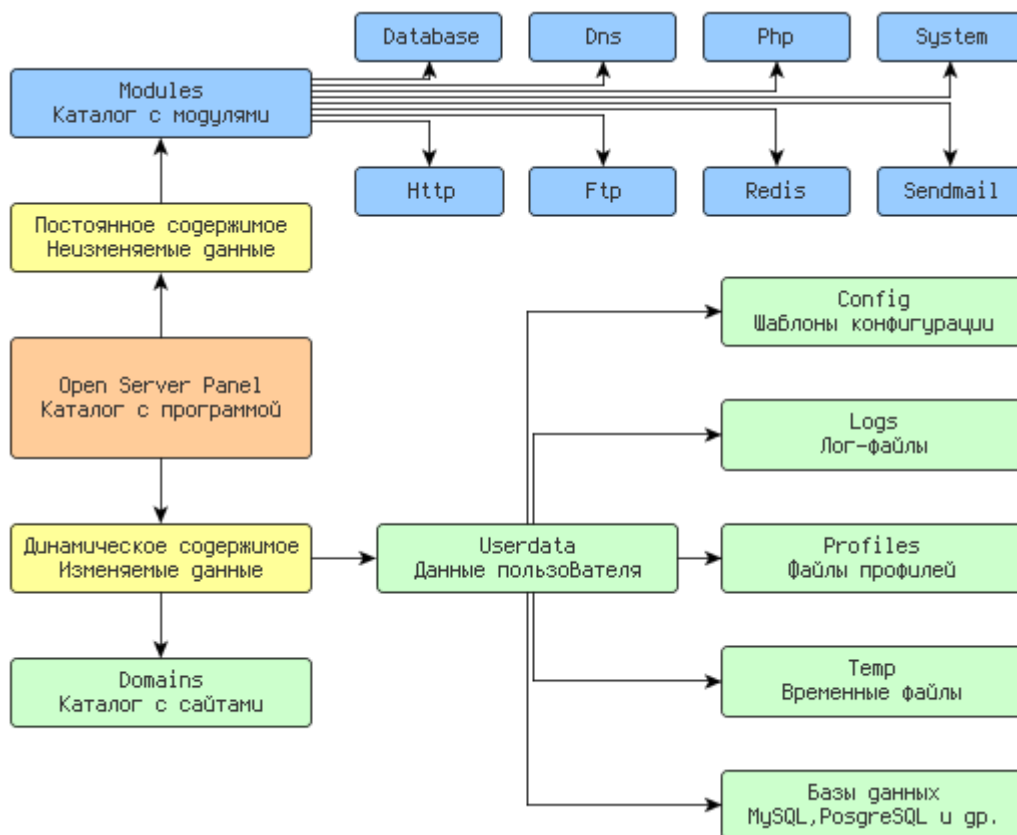 Database
Dns
Php
System
Modules
Каталог с модулями
Http
Ftp
Redis
Sendmail
Постоянное содержимое
Неизменяемые данные
Config
Шаблоны конфигурации
Open Server Panel
Каталог с программой
Logs
Лог-файлы
Динамическое содержимое
Изменяемые данные
Userdata
Данные пользователя
Profiles
Файлы профилей
Domains
Каталог с сайтами
Temp
Временные файлы
Базы данных
MySQL,PosgreSQL и др.